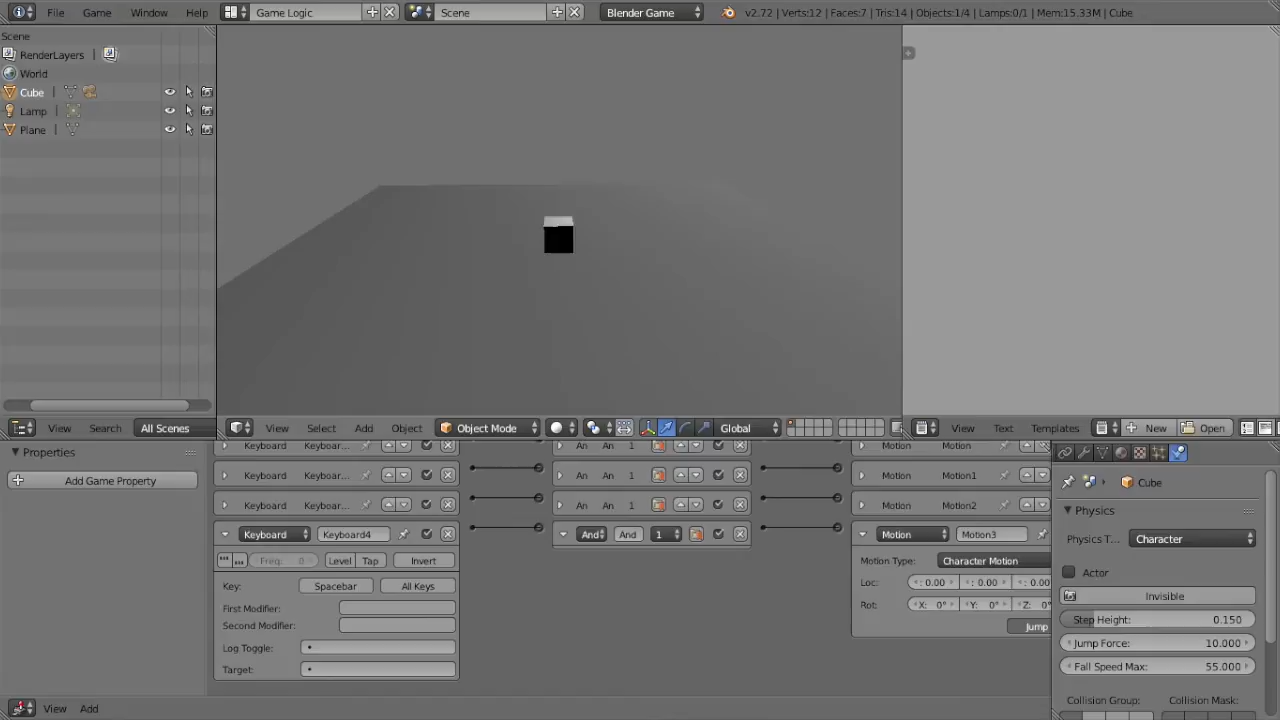 File Game Window Help Game Logic Scene Blender Game v2.72 | Verts:12 | Faces:7 | Tris:14 | Objects:1/4 | Lamps:0/1 | Mem:15.33M | Cube
Scene
RenderLayers |
World
Cube |
Lamp |
Plane |
View Search All Scenes
View Select Add Object Object Mode Global
View Text Templates New Open
Properties
Add Game Property
Keyboard Keyboar... An An 1 Motion Motion
Keyboard Keyboar... An An 1 Motion Motion1
Keyboard Keyboar... An An 1 Motion Motion2
Keyboard Keyboard4 And And 1 Motion Motion3
Freq: 0 Level Tap Invert
Key: Spacebar All Keys
First Modifier:
Second Modifier:
Log Toggle:
Target:
Motion Type: Character Motion
Loc: : 0.00 : 0.00 : 0.00
Rot: X: 0° Y: 0° Z: 0°
Jump
Cube
Physics
Physics T... Character
Actor
Invisible
Step Height: 0.150
Jump Force: 10.000
Fall Speed Max: 55.000
Collision Group: Collision Mask:
View Add